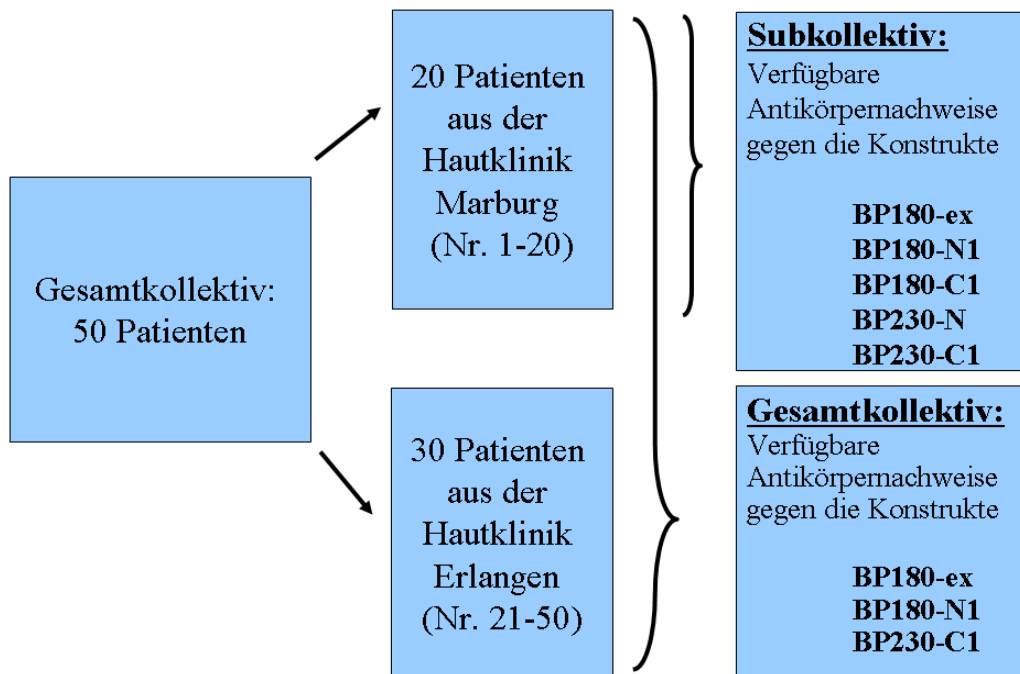 Gesamtkollektiv:
50 Patienten
20 Patienten
aus der
Hautklinik
Marburg
(Nr. 1-20)
30 Patienten
aus der
Hautklinik
Erlangen
(Nr. 21-50)
Subkollektiv:
Verfügbare
Antikörpernachweise
gegen die Konstrukte
BP180-ex
BP180-N1
BP180-C1
BP230-N
BP230-C1
Gesamtkollektiv:
Verfügbare
Antikörpernachweise
gegen die Konstrukte
BP180-ex
BP180-N1
BP230-C1